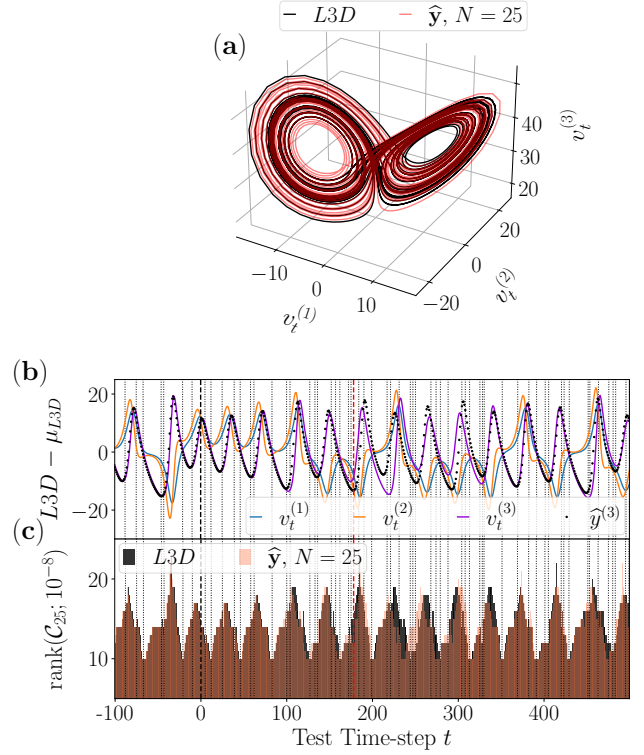 L3D ŷ, N = 25
(a)
40
30
20
v_t^(3)
20
0
−20
v_t^(2)
−10
0
10
v_t^(1)
(b)
20
0
−20
L3D − μ_L3D
v_t^(1) v_t^(2) v_t^(3) ŷ^(3)
(c)
L3D ŷ, N = 25
20
10
rank(𝒞_25; 10^−8)
-100 0 100 200 300 400
Test Time-step t